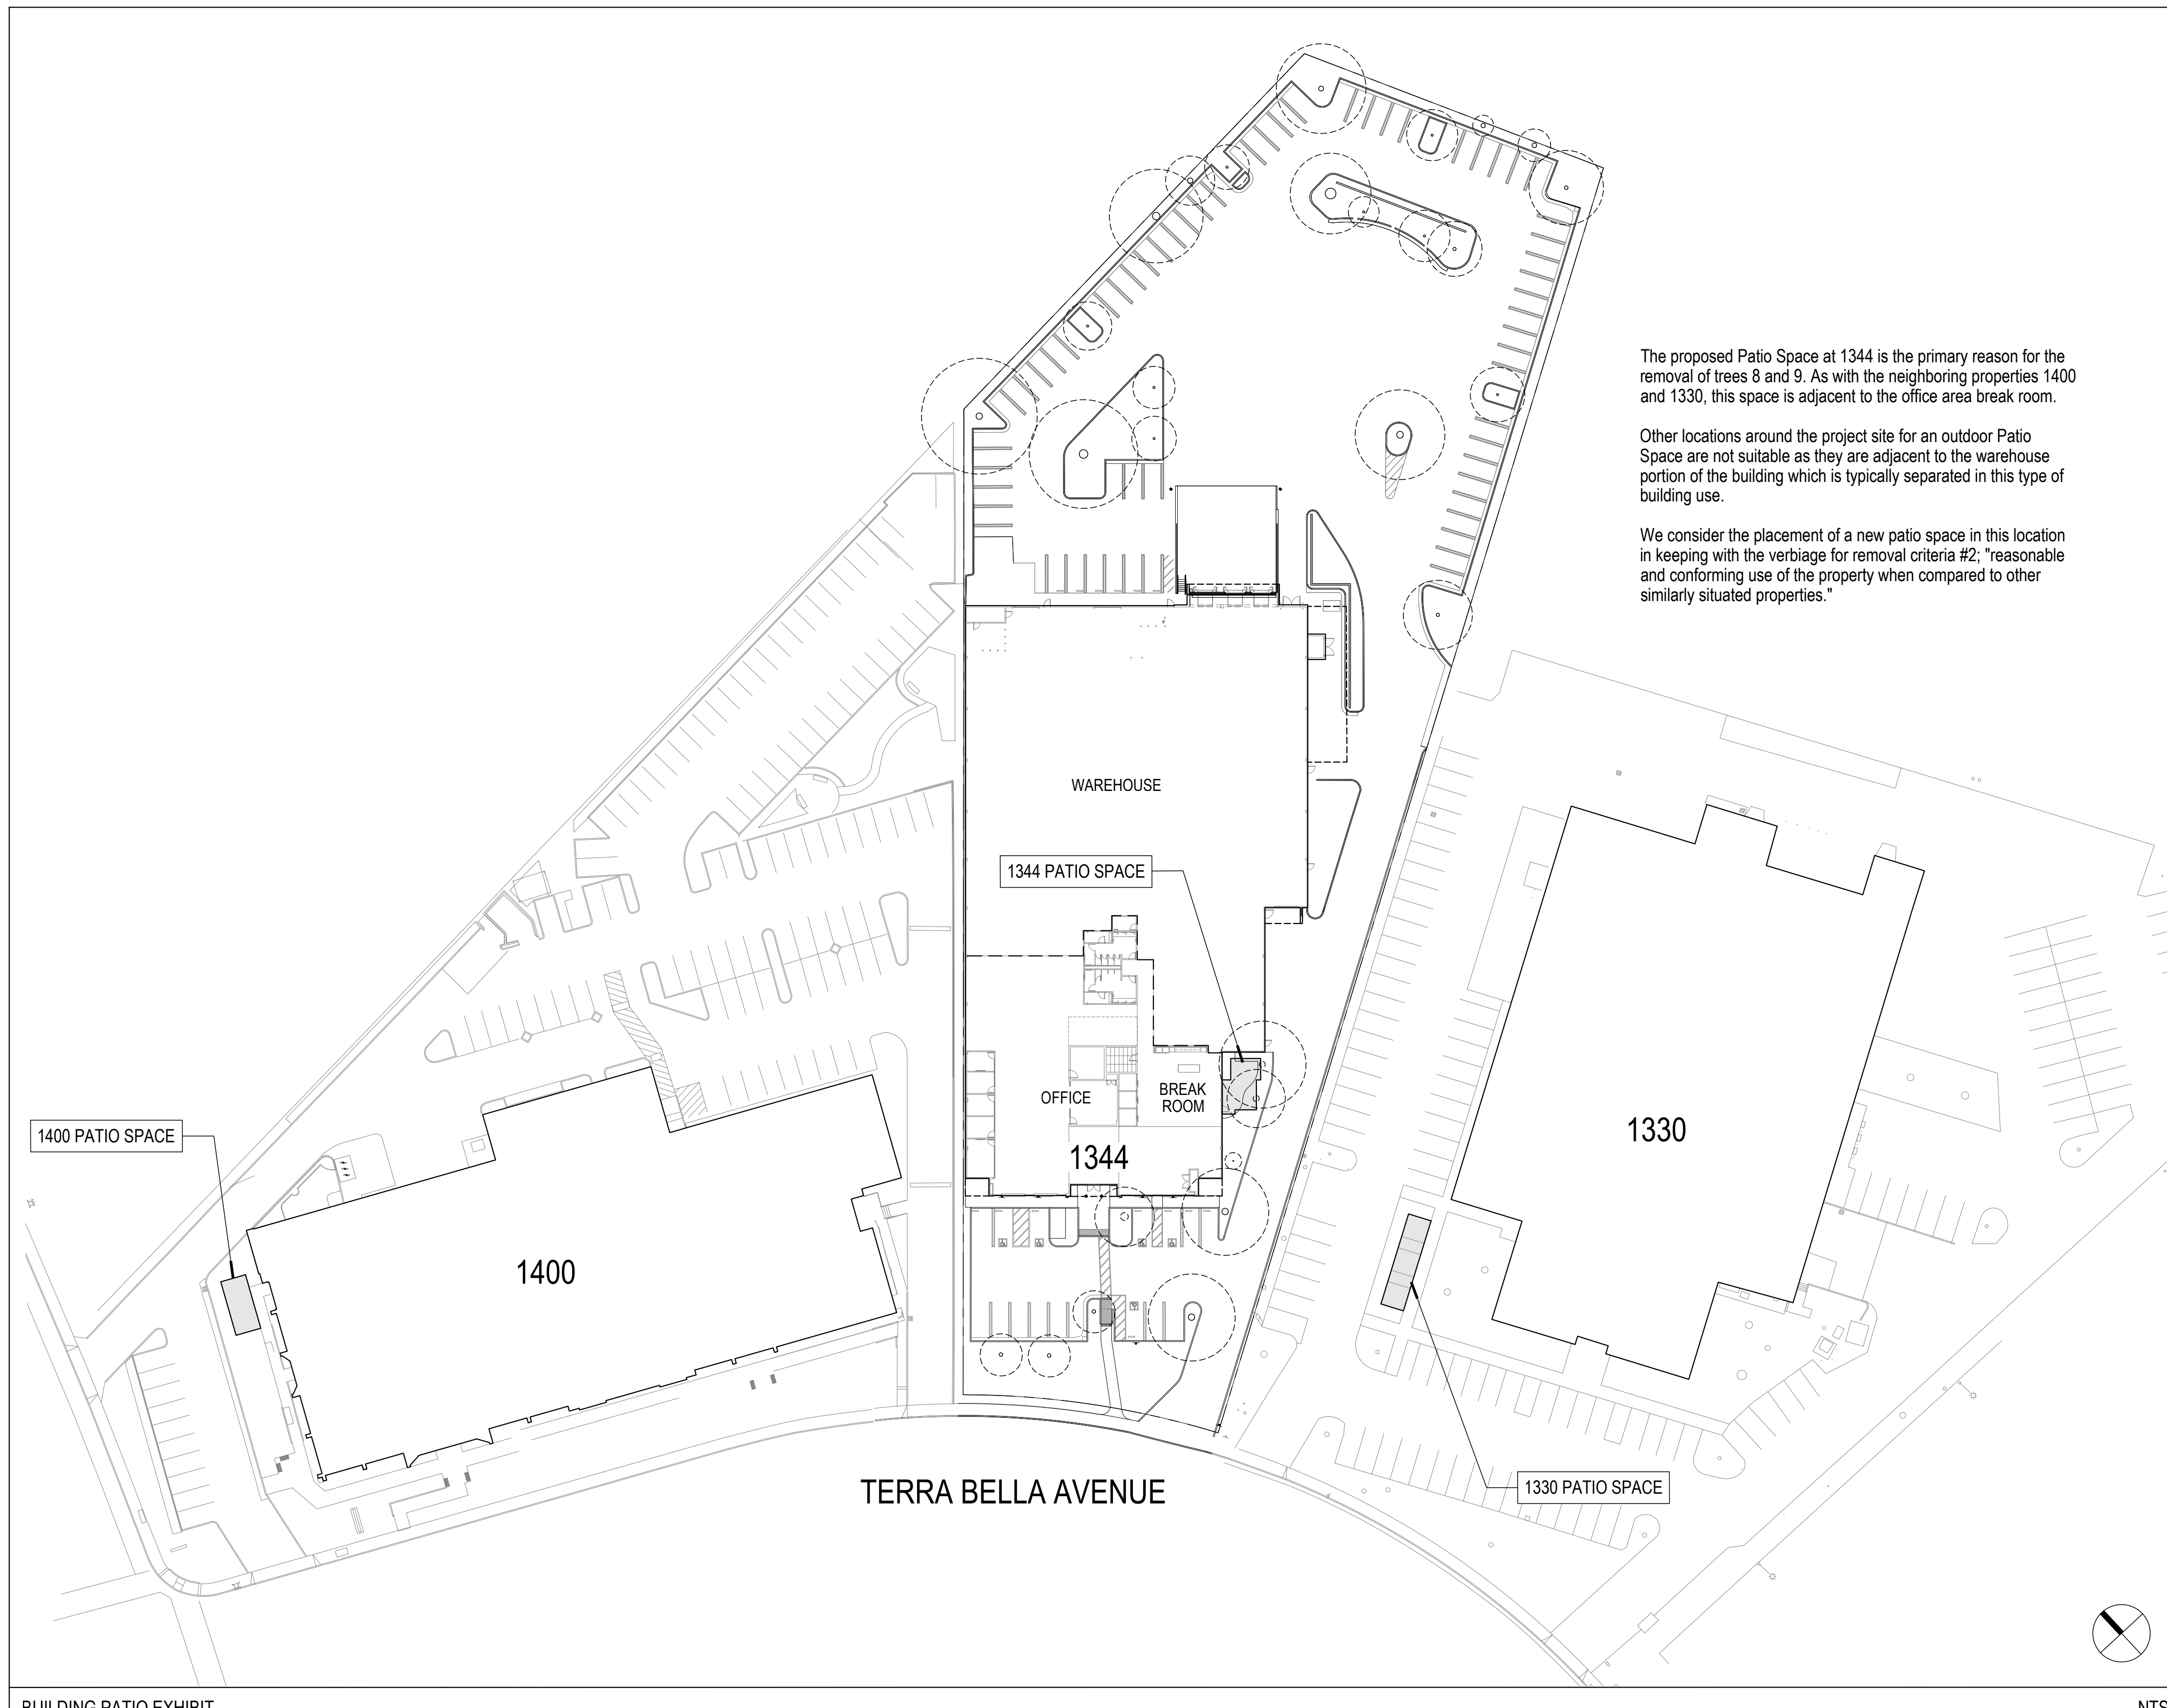 The proposed Patio Space at 1344 is the primary reason for the
removal of trees 8 and 9. As with the neighboring properties 1400
and 1330, this space is adjacent to the office area break room.
Other locations around the project site for an outdoor Patio
Space are not suitable as they are adjacent to the warehouse
portion of the building which is typically separated in this type of
building use.
We consider the placement of a new patio space in this location
in keeping with the verbiage for removal criteria #2; "reasonable
and conforming use of the property when compared to other
similarly situated properties."
WAREHOUSE
1344 PATIO SPACE
OFFICE
BREAK
ROOM
1344
1400 PATIO SPACE
1400
1330
1330 PATIO SPACE
TERRA BELLA AVENUE
BUILDING PATIO EXHIBIT
NTS